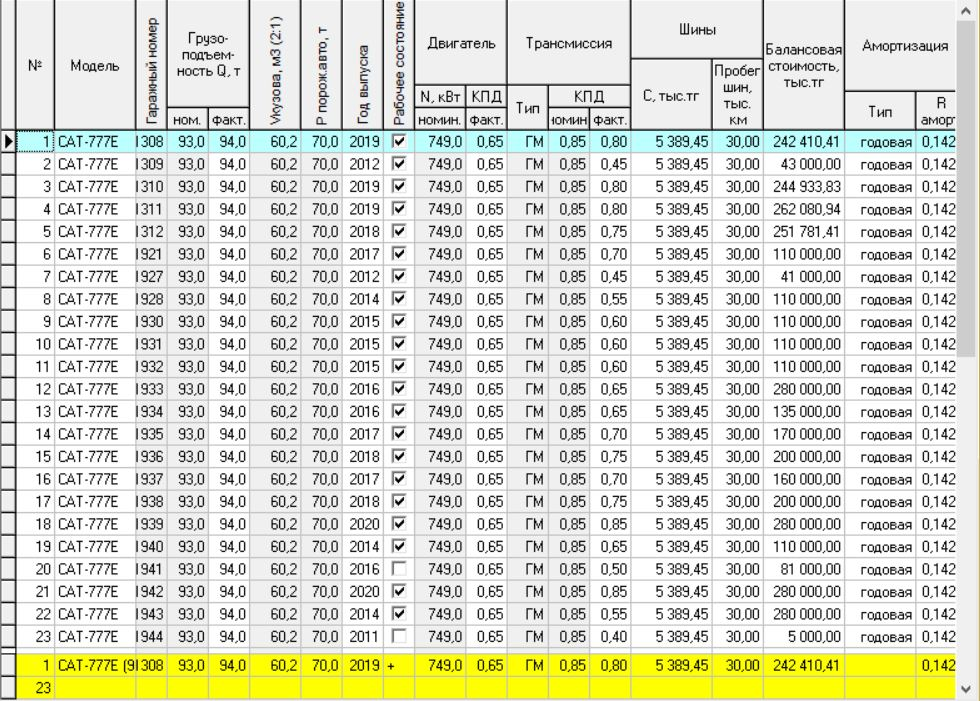 № Модель Гаражный номер Грузо-подъем-ность Q, т Vкузова, м3 (2:1) P порож.авто, т Год выпуска Рабочее состояние Двигатель Трансмиссия Шины Балансовая стоимость, тыс.тг Амортизация
N, кВт КПД Тип КПД С, тыс.тг Пробег шин, тыс. км Тип R
ном. факт. номин. факт. юмин факт. аморт
1 CAT-777E 1308 93,0 94,0 60,2 70,0 2019 749,0 0,65 ГМ 0,85 0,80 5 389,45 30,00 242 410,41 годовая 0,142
2 CAT-777E 1309 93,0 94,0 60,2 70,0 2012 749,0 0,65 ГМ 0,85 0,45 5 389,45 30,00 43 000,00 годовая 0,142
3 CAT-777E 1310 93,0 94,0 60,2 70,0 2019 749,0 0,65 ГМ 0,85 0,80 5 389,45 30,00 244 933,83 годовая 0,142
4 CAT-777E 1311 93,0 94,0 60,2 70,0 2019 749,0 0,65 ГМ 0,85 0,80 5 389,45 30,00 262 080,94 годовая 0,142
5 CAT-777E 1312 93,0 94,0 60,2 70,0 2018 749,0 0,65 ГМ 0,85 0,75 5 389,45 30,00 251 781,41 годовая 0,142
6 CAT-777E 1921 93,0 94,0 60,2 70,0 2017 749,0 0,65 ГМ 0,85 0,70 5 389,45 30,00 110 000,00 годовая 0,142
7 CAT-777E 1927 93,0 94,0 60,2 70,0 2012 749,0 0,65 ГМ 0,85 0,45 5 389,45 30,00 41 000,00 годовая 0,142
8 CAT-777E 1928 93,0 94,0 60,2 70,0 2014 749,0 0,65 ГМ 0,85 0,55 5 389,45 30,00 110 000,00 годовая 0,142
9 CAT-777E 1930 93,0 94,0 60,2 70,0 2015 749,0 0,65 ГМ 0,85 0,60 5 389,45 30,00 110 000,00 годовая 0,142
10 CAT-777E 1931 93,0 94,0 60,2 70,0 2015 749,0 0,65 ГМ 0,85 0,60 5 389,45 30,00 110 000,00 годовая 0,142
11 CAT-777E 1932 93,0 94,0 60,2 70,0 2015 749,0 0,65 ГМ 0,85 0,60 5 389,45 30,00 110 000,00 годовая 0,142
12 CAT-777E 1933 93,0 94,0 60,2 70,0 2016 749,0 0,65 ГМ 0,85 0,65 5 389,45 30,00 280 000,00 годовая 0,142
13 CAT-777E 1934 93,0 94,0 60,2 70,0 2016 749,0 0,65 ГМ 0,85 0,65 5 389,45 30,00 135 000,00 годовая 0,142
14 CAT-777E 1935 93,0 94,0 60,2 70,0 2017 749,0 0,65 ГМ 0,85 0,70 5 389,45 30,00 170 000,00 годовая 0,142
15 CAT-777E 1936 93,0 94,0 60,2 70,0 2018 749,0 0,65 ГМ 0,85 0,75 5 389,45 30,00 200 000,00 годовая 0,142
16 CAT-777E 1937 93,0 94,0 60,2 70,0 2017 749,0 0,65 ГМ 0,85 0,70 5 389,45 30,00 160 000,00 годовая 0,142
17 CAT-777E 1938 93,0 94,0 60,2 70,0 2018 749,0 0,65 ГМ 0,85 0,75 5 389,45 30,00 200 000,00 годовая 0,142
18 CAT-777E 1939 93,0 94,0 60,2 70,0 2020 749,0 0,65 ГМ 0,85 0,85 5 389,45 30,00 280 000,00 годовая 0,142
19 CAT-777E 1940 93,0 94,0 60,2 70,0 2014 749,0 0,65 ГМ 0,85 0,65 5 389,45 30,00 110 000,00 годовая 0,142
20 CAT-777E 1941 93,0 94,0 60,2 70,0 2016 749,0 0,65 ГМ 0,85 0,50 5 389,45 30,00 81 000,00 годовая 0,142
21 CAT-777E 1942 93,0 94,0 60,2 70,0 2020 749,0 0,65 ГМ 0,85 0,85 5 389,45 30,00 280 000,00 годовая 0,142
22 CAT-777E 1943 93,0 94,0 60,2 70,0 2014 749,0 0,65 ГМ 0,85 0,55 5 389,45 30,00 280 000,00 годовая 0,142
23 CAT-777E 1944 93,0 94,0 60,2 70,0 2011 749,0 0,65 ГМ 0,85 0,40 5 389,45 30,00 5 000,00 годовая 0,142
1 CAT-777E (9 1308 93,0 94,0 60,2 70,0 2019 + 749,0 0,65 ГМ 0,85 0,80 5 389,45 30,00 242 410,41 0,142
23